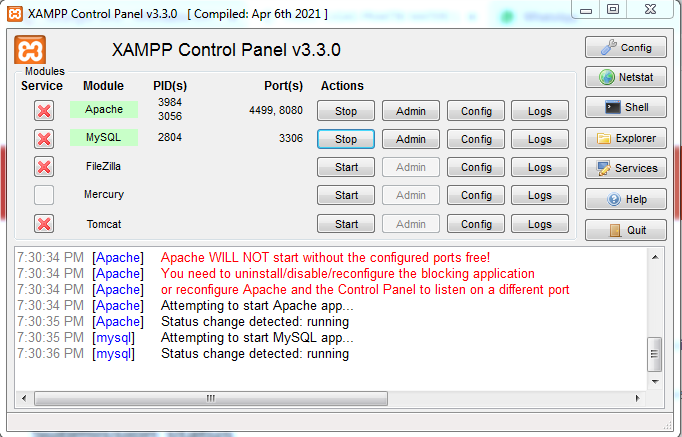 XAMPP Control Panel v3.3.0 [ Compiled: Apr 6th 2021 ]
XAMPP Control Panel v3.3.0
Config
Modules
Service Module PID(s) Port(s) Actions
Netstat
Apache 3984 3056 4499, 8080 Stop Admin Config Logs
Shell
MySQL 2804 3306 Stop Admin Config Logs
Explorer
FileZilla Start Admin Config Logs
Services
Mercury Start Admin Config Logs
Help
Tomcat Start Admin Config Logs
Quit
7:30:34 PM [Apache] Apache WILL NOT start without the configured ports free!
7:30:34 PM [Apache] You need to uninstall/disable/reconfigure the blocking application
7:30:34 PM [Apache] or reconfigure Apache and the Control Panel to listen on a different port
7:30:34 PM [Apache] Attempting to start Apache app...
7:30:35 PM [Apache] Status change detected: running
7:30:35 PM [mysql] Attempting to start MySQL app...
7:30:36 PM [mysql] Status change detected: running